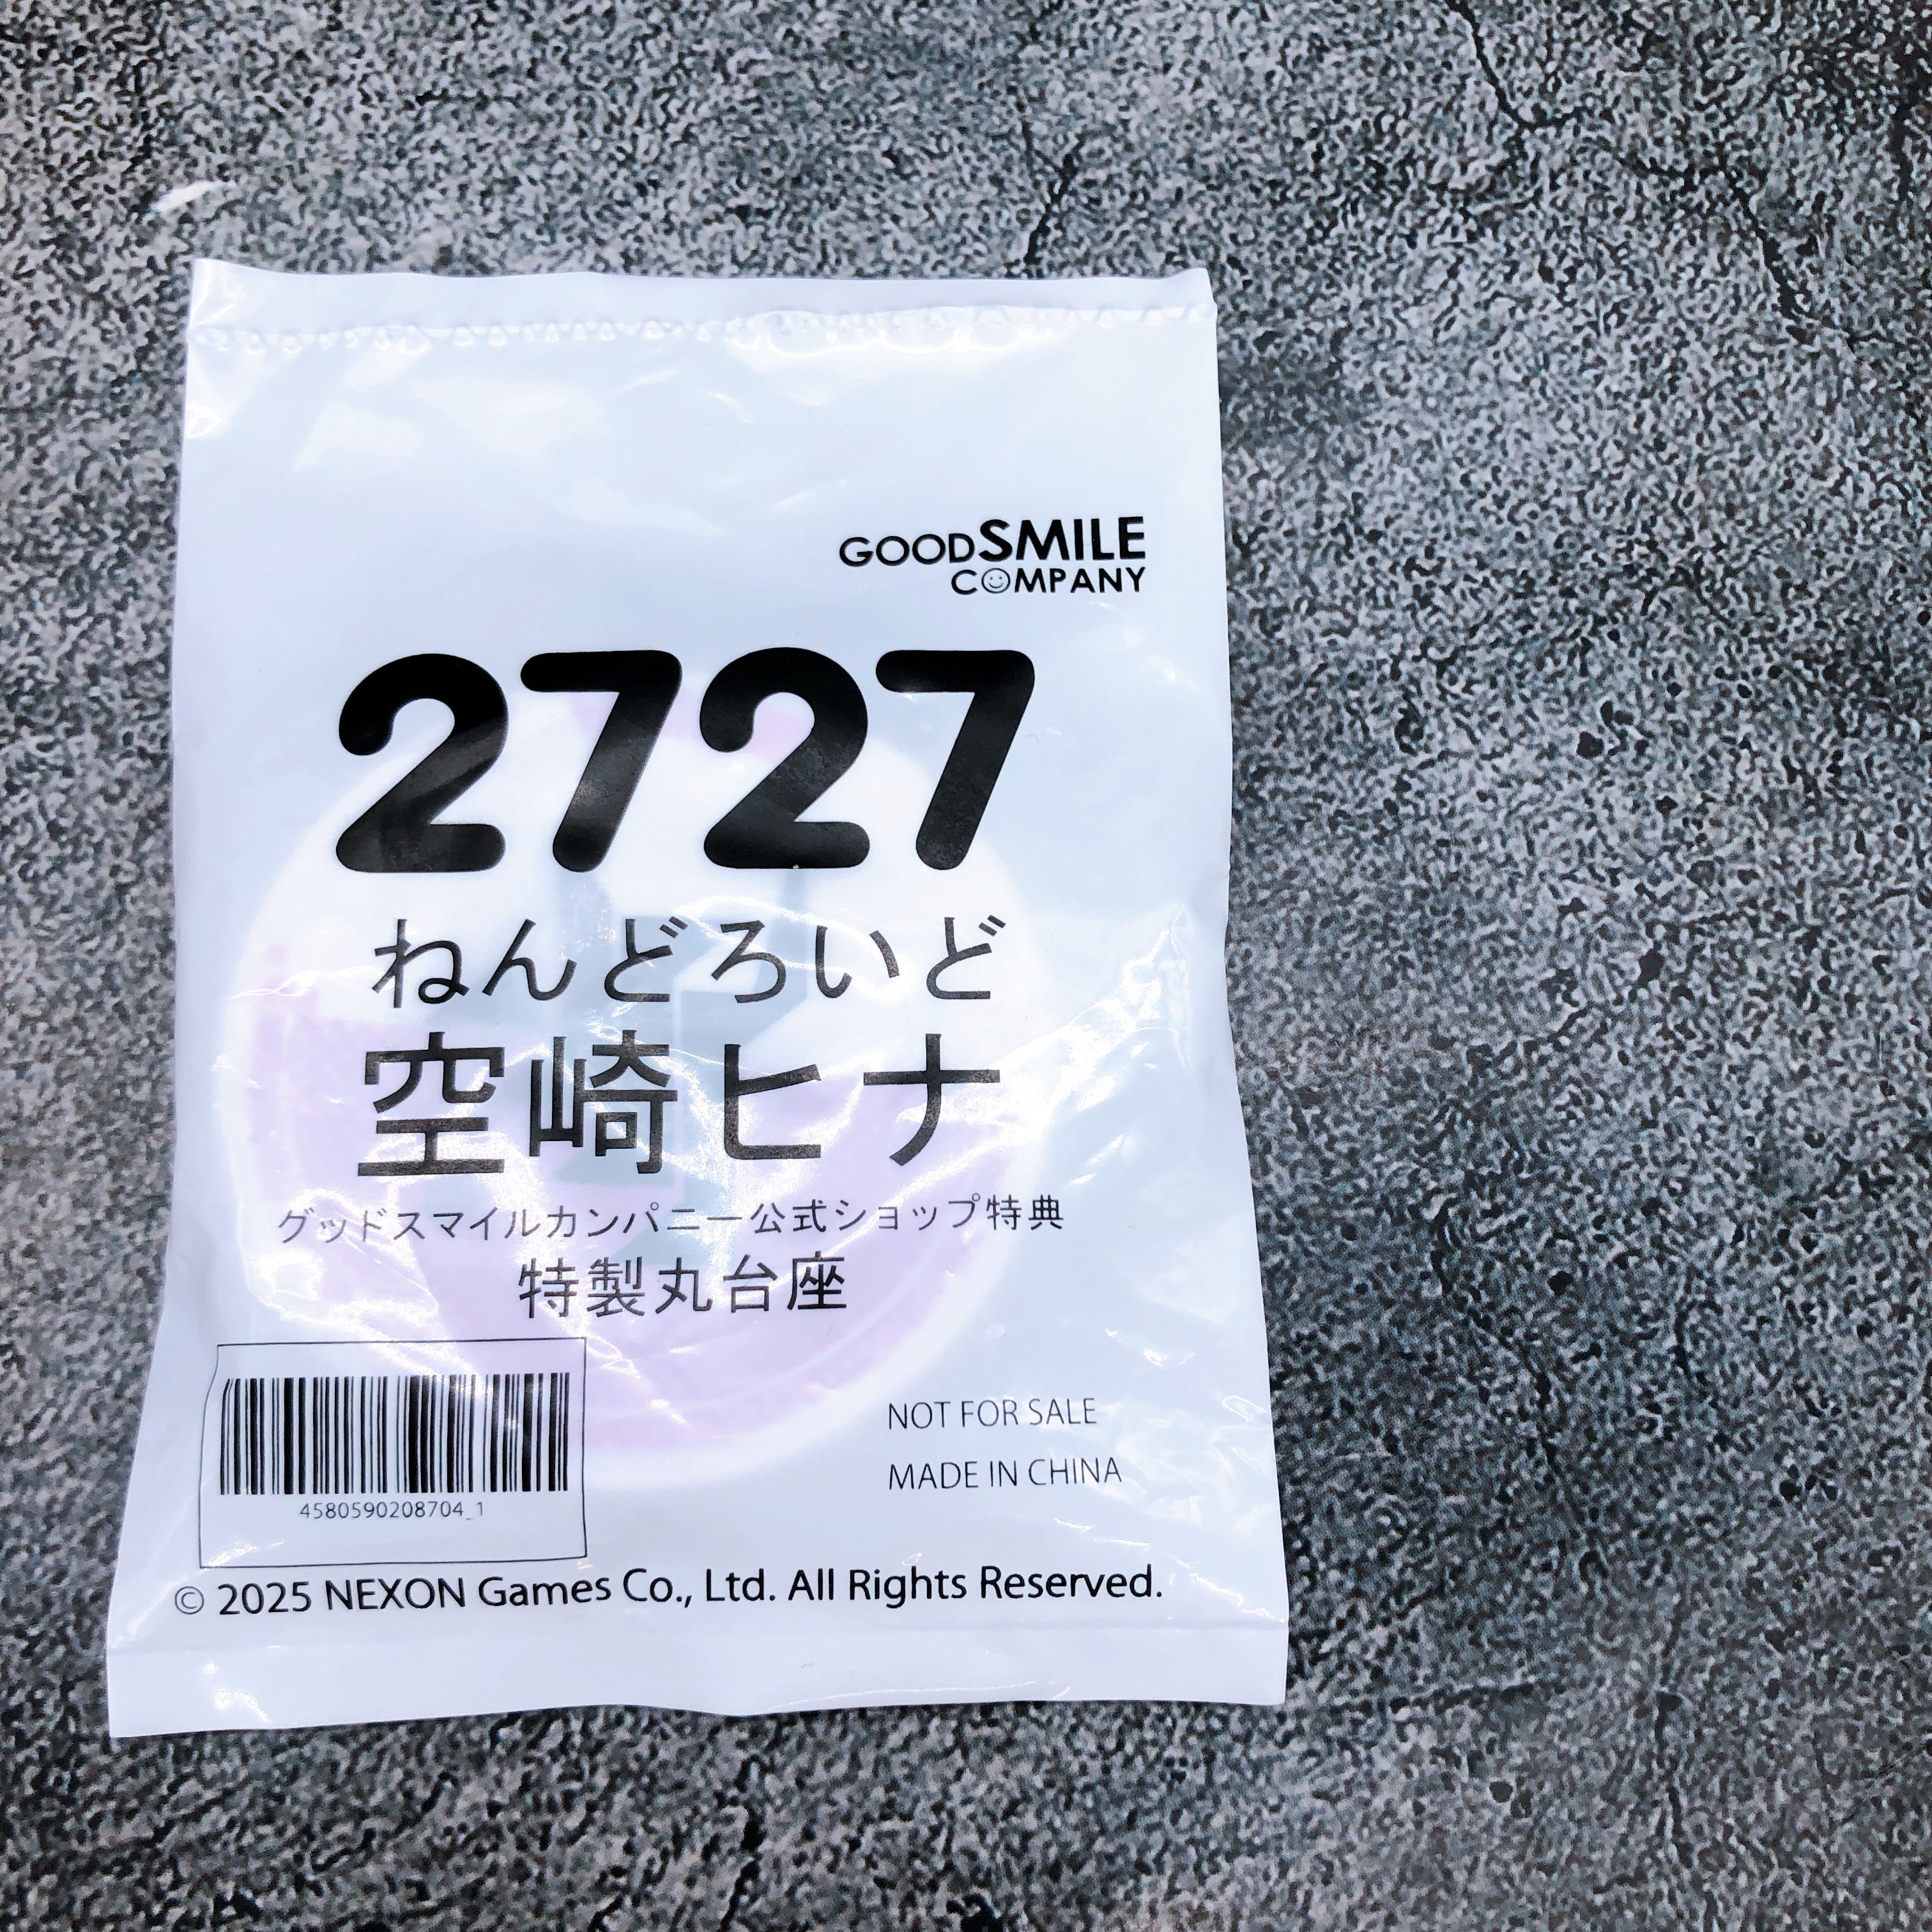 GOODSMILE
COMPANY
2727
ねんどろいど
空崎ヒナ
グッドスマイルカンパニー公式ショップ特典
特製丸台座
4580590208704_1
NOT FOR SALE
MADE IN CHINA
© 2025 NEXON Games Co., Ltd. All Rights Reserved.